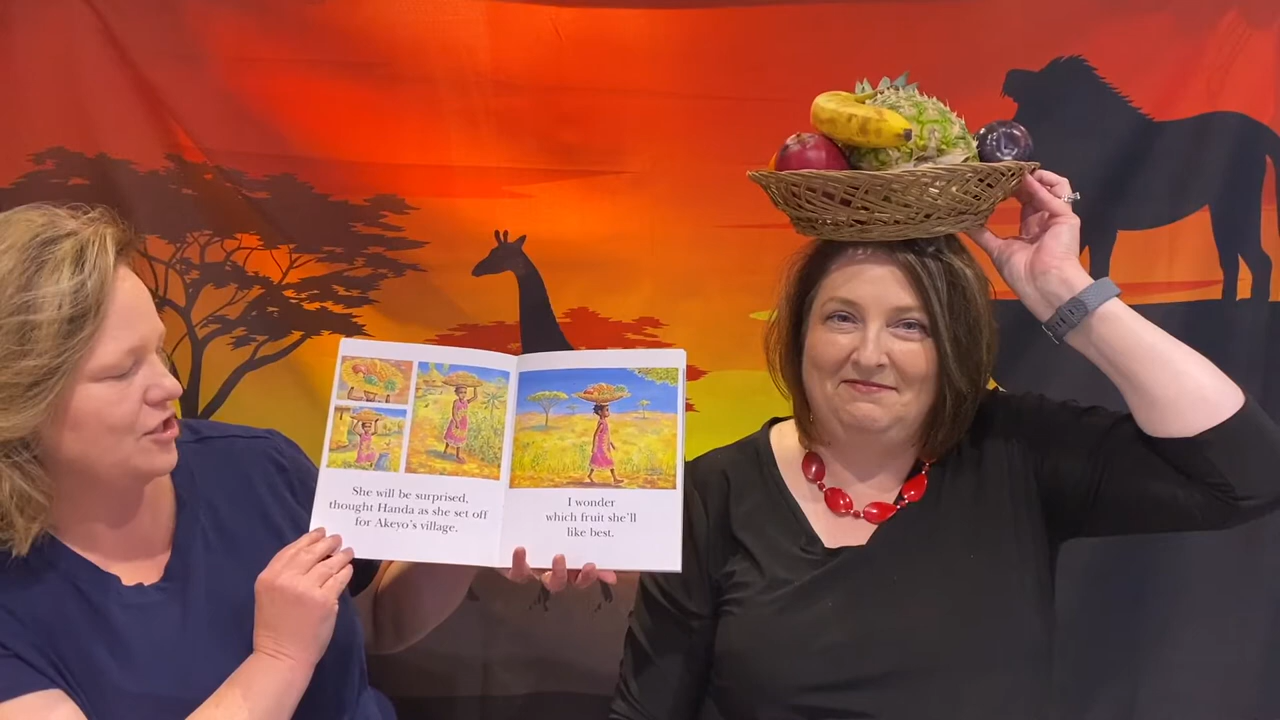 She will be surprised,
thought Handa as she set off
for Akeyo's village.
I wonder
which fruit she'll
like best.